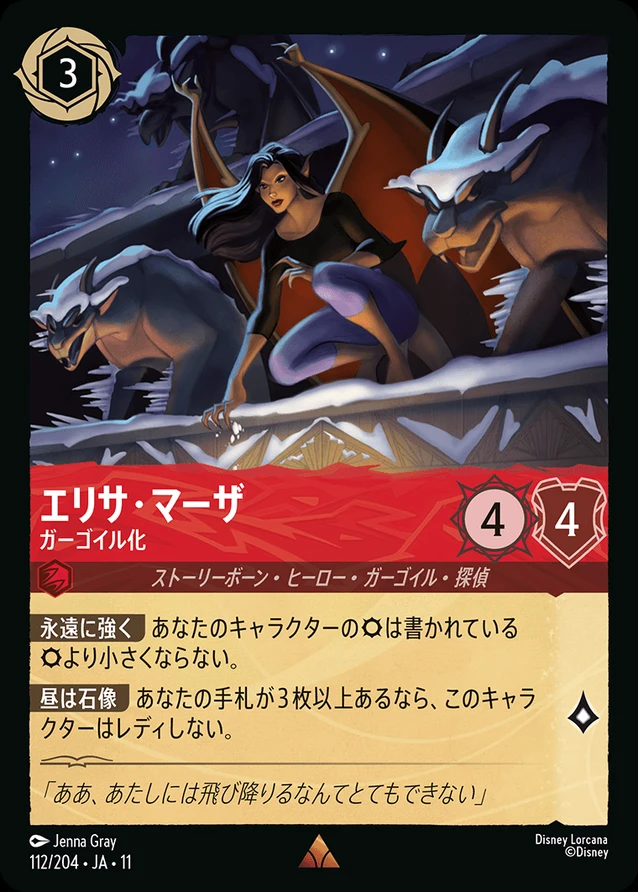 3
エリサ・マーザ
ガーゴイル化
4
4
ストーリーボーン・ヒーロー・ガーゴイル・探偵
永遠に強く あなたのキャラクターの は書かれている
より小さくならない。
昼は石像 あなたの手札が3枚以上あるなら、このキャラ
クターはレディしない。
「ああ、あたしには飛び降りるなんてとてもできない」
Jenna Gray
112/204・JA・11
Disney Lorcana
©Disney